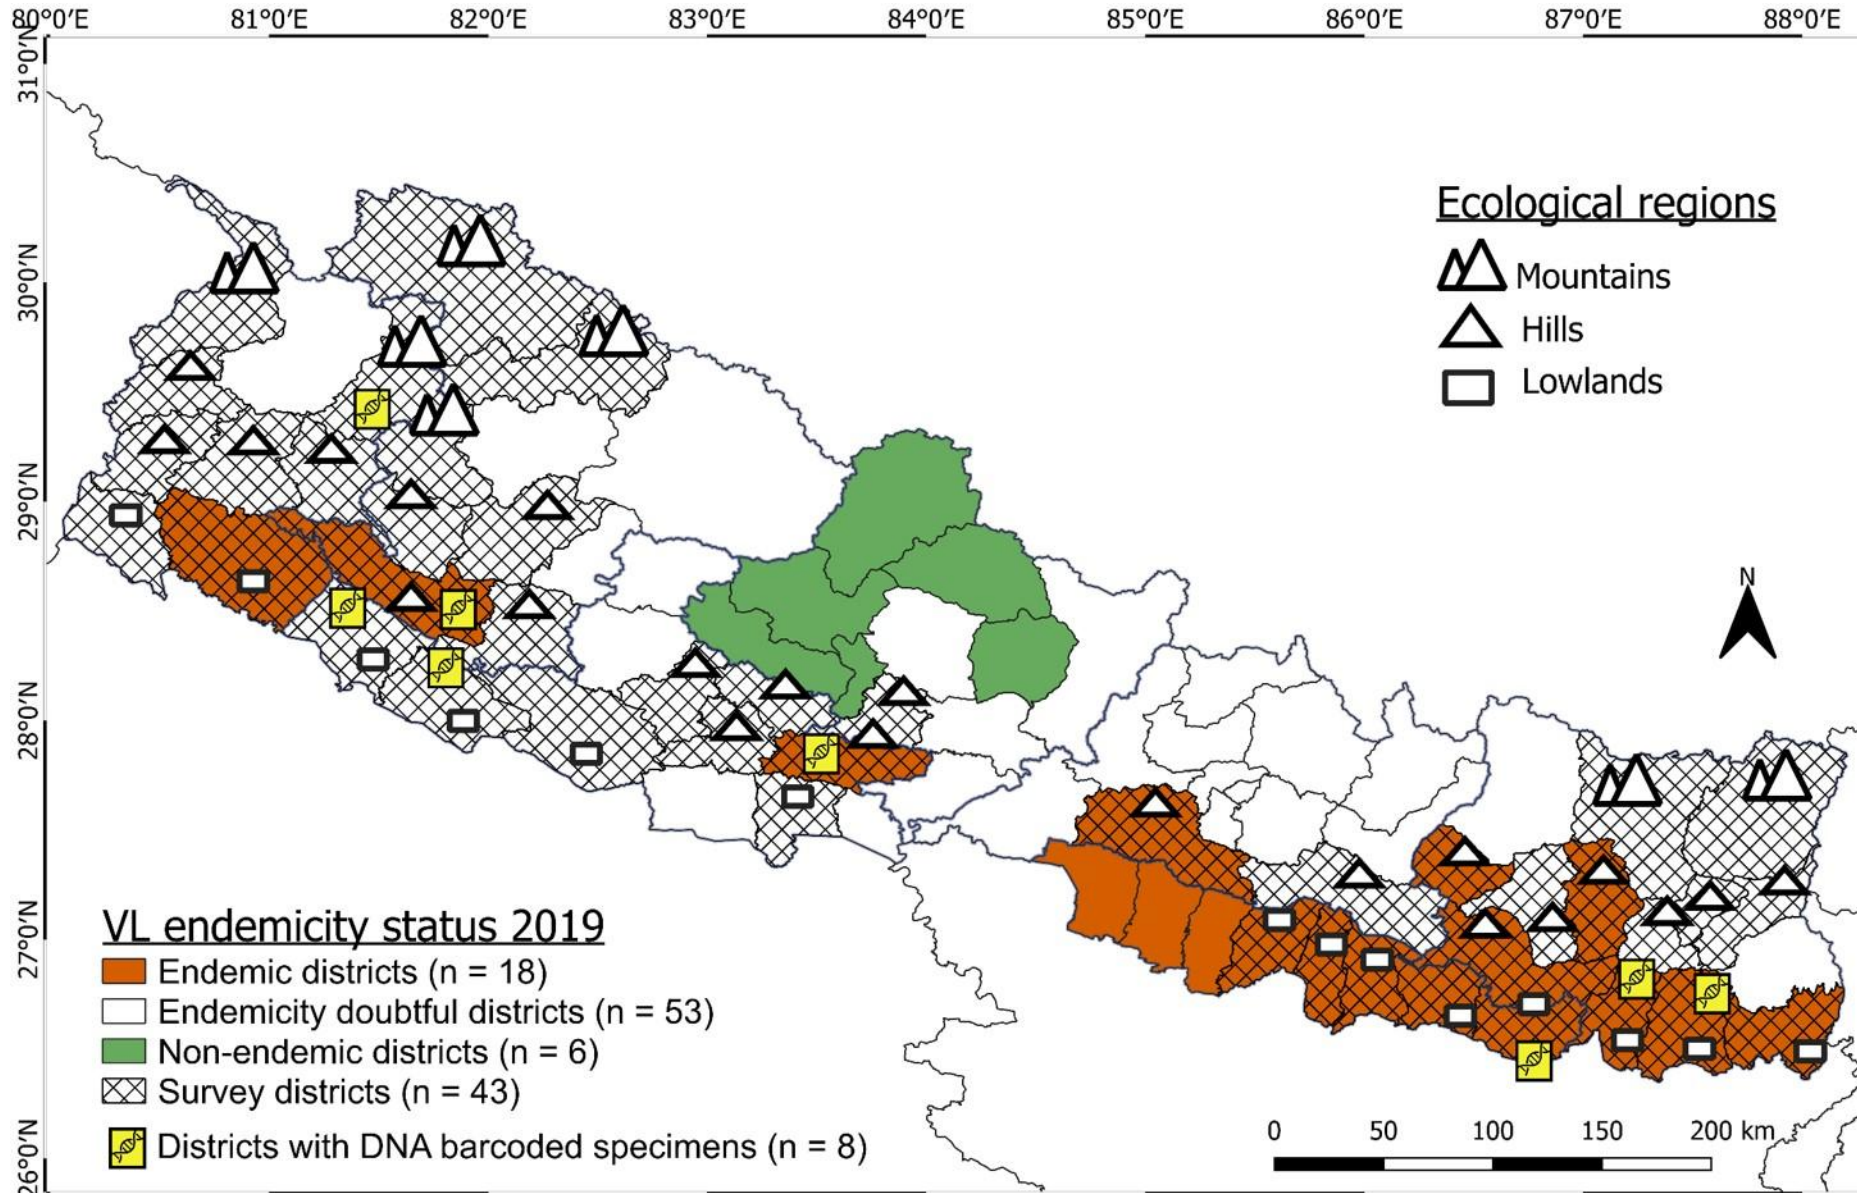 80°0′E 81°0′E 82°0′E 83°0′E 84°0′E 85°0′E 86°0′E 87°0′E 88°0′E
31°0′N
30°0′N
29°0′N
28°0′N
27°0′N
26°0′N
Ecological regions
Mountains
Hills
Lowlands
N
VL endemicity status 2019
Endemic districts (n = 18)
Endemicity doubtful districts (n = 53)
Non-endemic districts (n = 6)
Survey districts (n = 43)
Districts with DNA barcoded specimens (n = 8)
0 50 100 150 200 km